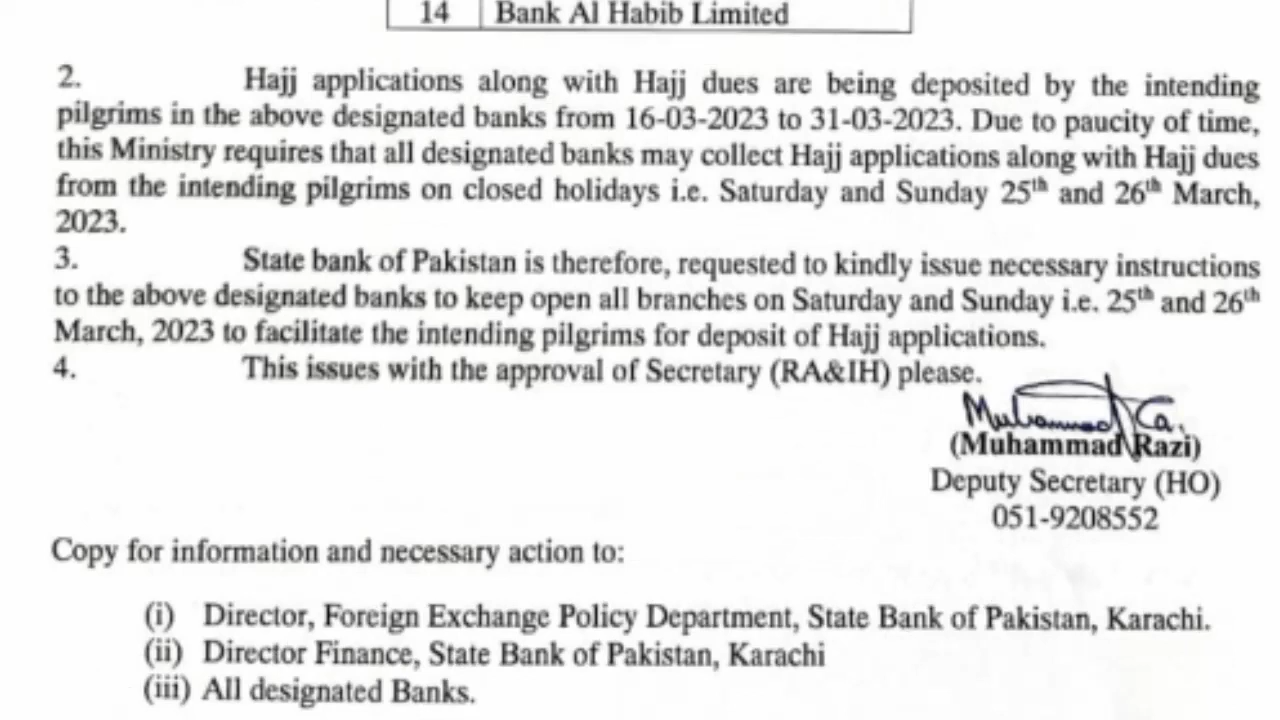 14 Bank Al Habib Limited
2. Hajj applications along with Hajj dues are being deposited by the intending
pilgrims in the above designated banks from 16-03-2023 to 31-03-2023. Due to paucity of time,
this Ministry requires that all designated banks may collect Hajj applications along with Hajj dues
from the intending pilgrims on closed holidays i.e. Saturday and Sunday 25th and 26th March,
2023.
3. State bank of Pakistan is therefore, requested to kindly issue necessary instructions
to the above designated banks to keep open all branches on Saturday and Sunday i.e. 25th and 26th
March, 2023 to facilitate the intending pilgrims for deposit of Hajj applications.
4. This issues with the approval of Secretary (RA&IH) please.
Muhammad
(Muhammad Razi)
Deputy Secretary (HO)
051-9208552
Copy for information and necessary action to:
(i) Director, Foreign Exchange Policy Department, State Bank of Pakistan, Karachi.
(ii) Director Finance, State Bank of Pakistan, Karachi
(iii) All designated Banks.